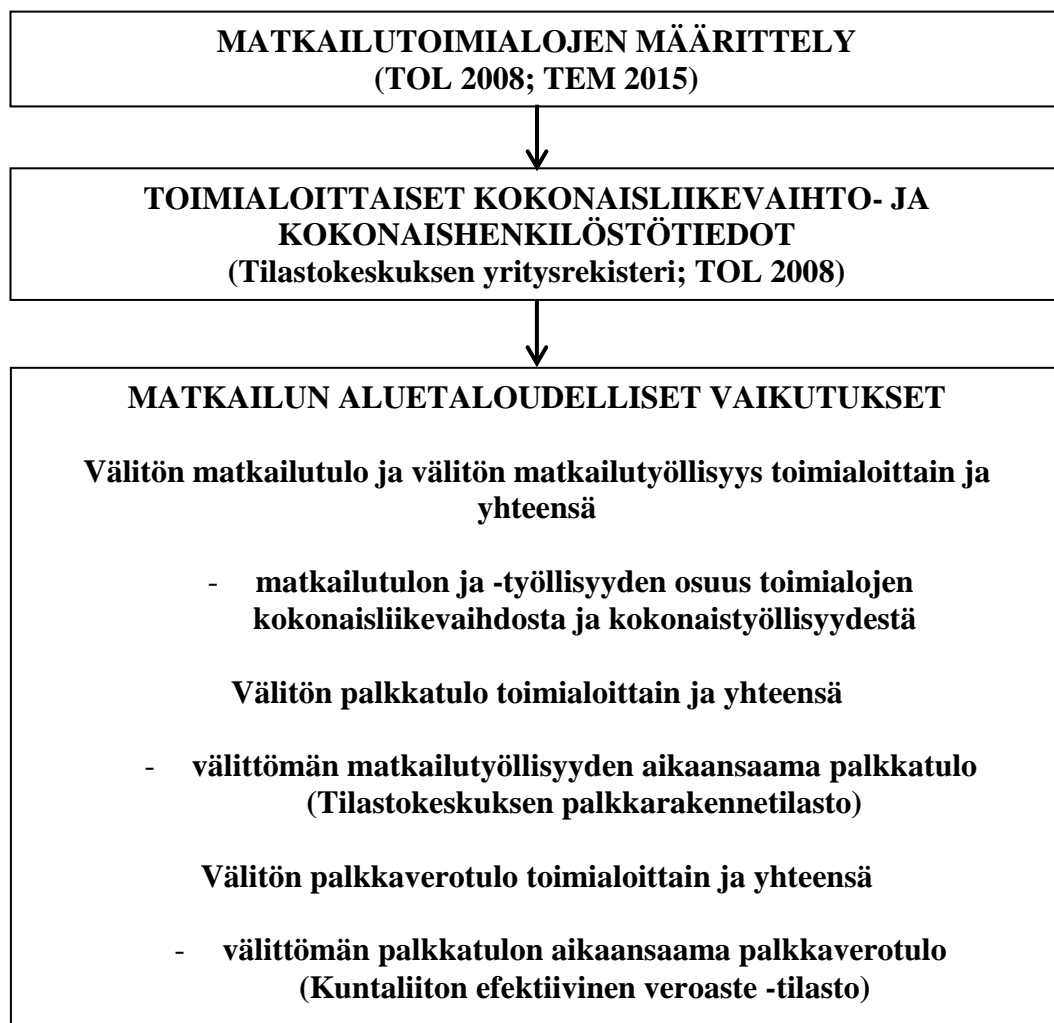 MATKAILUTOIMIALOJEN MÄÄRITTELY
(TOL 2008; TEM 2015)
TOIMIALOITTAISET KOKONAISLIIKEVAIHTO- JA
KOKONAISHENKILÖSTÖTIEDOT
(Tilastokeskuksen yritysrekisteri; TOL 2008)
MATKAILUN ALUETALOUDELLISET VAIKUTUKSET
Välitön matkailutulo ja välitön matkailutyöllisyys toimialoittain ja
yhteensä
- matkailutulon ja -työllisyyden osuus toimialojen
kokonaisliikevaihdosta ja kokonaistyöllisyydestä
Välitön palkkatulo toimialoittain ja yhteensä
- välittömän matkailutyöllisyyden aikaansaama palkkatulo
(Tilastokeskuksen palkkarakennetilasto)
Välitön palkkaverotulo toimialoittain ja yhteensä
- välittömän palkkatulon aikaansaama palkkaverotulo
(Kuntaliiton efektiivinen veroaste -tilasto)